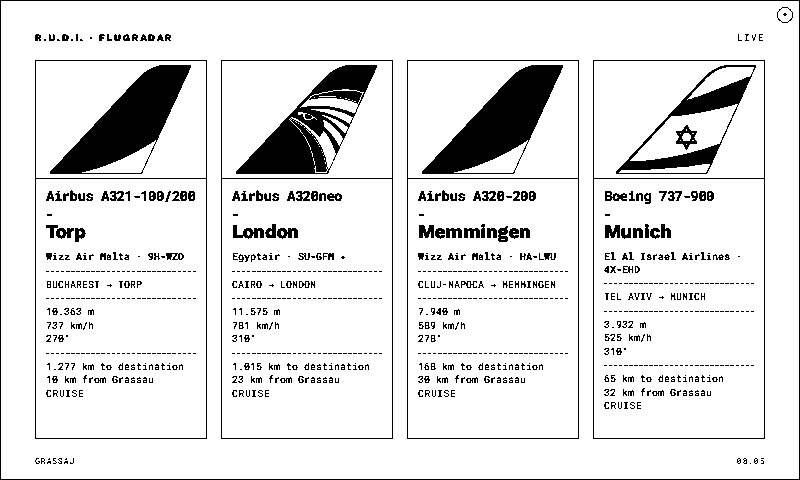 R.U.D.I. · FLUGRADAR
LIVE
Airbus A321-100/200
-
Torp
Wizz Air Malta · 9H-WZO
BUCHAREST → TORP
10.363 m
737 km/h
270°
1.277 km to destination
10 km from Grassau
CRUISE
Airbus A320neo
-
London
Egyptair · SU-GFM ✦
CAIRO → LONDON
11.575 m
781 km/h
310°
1.015 km to destination
23 km from Grassau
CRUISE
Airbus A320-200
-
Memmingen
Wizz Air Malta · HA-LWU
CLUJ-NAPOCA → MEMMINGEN
7.940 m
589 km/h
278°
168 km to destination
30 km from Grassau
CRUISE
Boeing 737-900
-
Munich
El Al Israel Airlines ·
4X-EHD
TEL AVIV → MUNICH
3.932 m
525 km/h
310°
65 km to destination
32 km from Grassau
CRUISE
GRASSAU
08:05